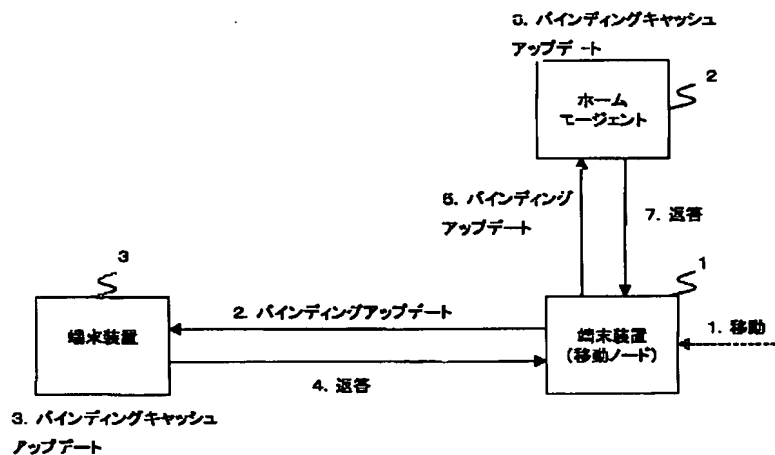 5. バインディングキャッシュ
アップデート
2
ホーム
エージェント
6. バインディング
アップデート
7. 返答
3
1
端末装置
2. バインディングアップデート
端末装置
(移動ノード)
1. 移動
4. 返答
3. バインディングキャッシュ
アップデート